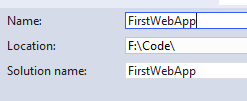 Name: FirstWebApp
Location: F:\Code\
Solution name: FirstWebApp